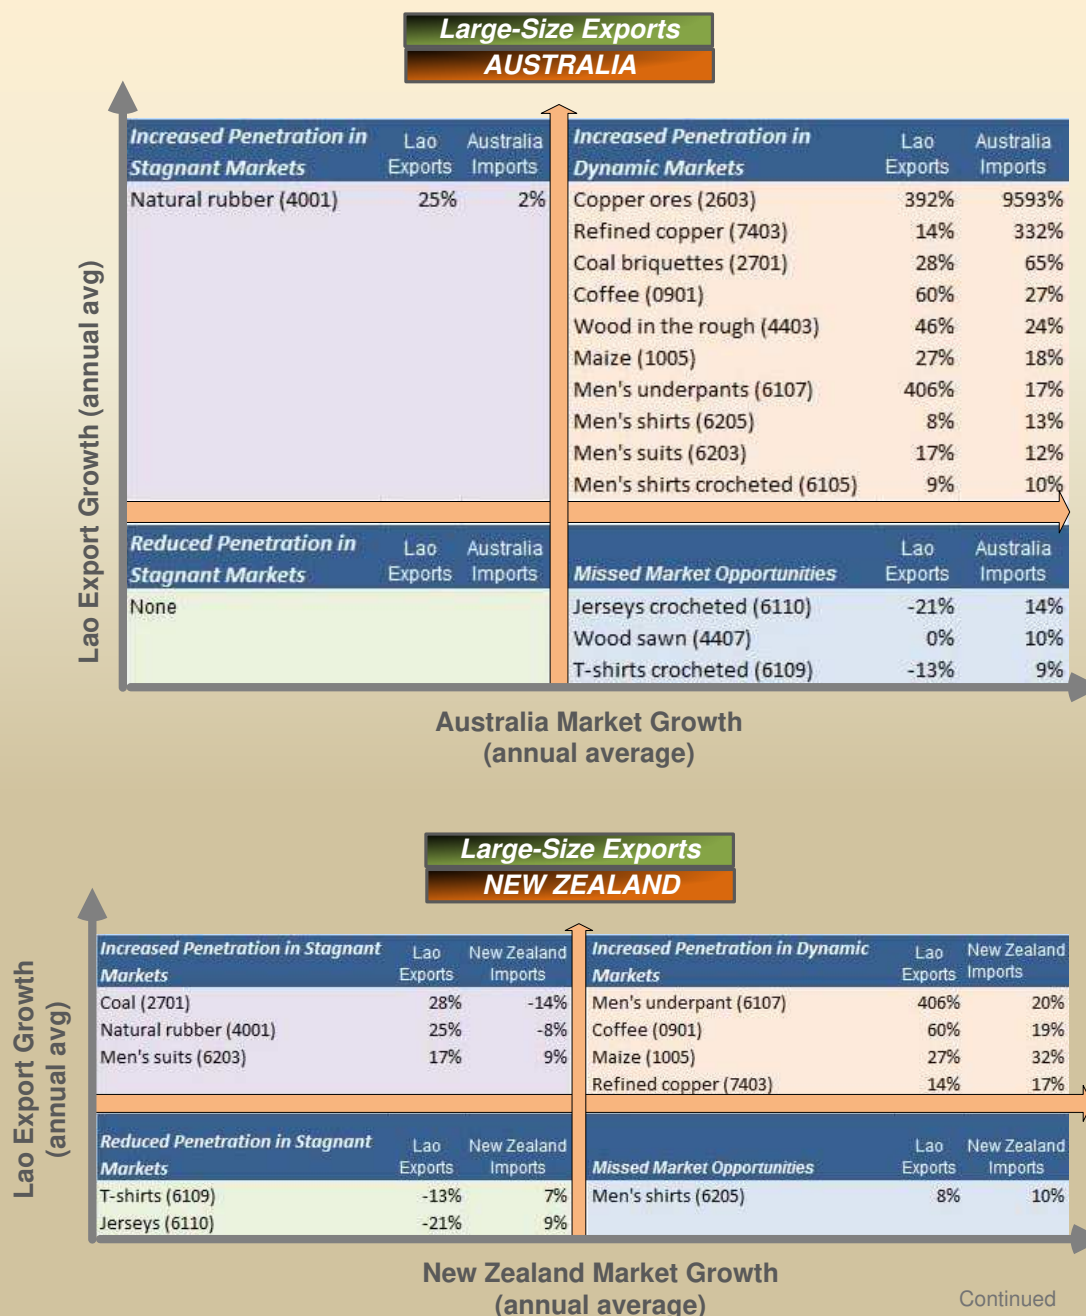 Large-Size Exports
AUSTRALIA
Lao Export Growth (annual avg)
Increased Penetration in Stagnant Markets Lao Exports Australia Imports
Natural rubber (4001) 25% 2%
Increased Penetration in Dynamic Markets Lao Exports Australia Imports
Copper ores (2603) 392% 9593%
Refined copper (7403) 14% 332%
Coal briquettes (2701) 28% 65%
Coffee (0901) 60% 27%
Wood in the rough (4403) 46% 24%
Maize (1005) 27% 18%
Men's underpants (6107) 406% 17%
Men's shirts (6205) 8% 13%
Men's suits (6203) 17% 12%
Men's shirts crocheted (6105) 9% 10%
Reduced Penetration in Stagnant Markets Lao Exports Australia Imports
None
Missed Market Opportunities Lao Exports Australia Imports
Jerseys crocheted (6110) -21% 14%
Wood sawn (4407) 0% 10%
T-shirts crocheted (6109) -13% 9%
Australia Market Growth
(annual average)
Large-Size Exports
NEW ZEALAND
Lao Export Growth
(annual avg)
Increased Penetration in Stagnant Markets Lao Exports New Zealand Imports
Coal (2701) 28% -14%
Natural rubber (4001) 25% -8%
Men's suits (6203) 17% 9%
Increased Penetration in Dynamic Markets Lao Exports New Zealand Imports
Men's underpant (6107) 406% 20%
Coffee (0901) 60% 19%
Maize (1005) 27% 32%
Refined copper (7403) 14% 17%
Reduced Penetration in Stagnant Markets Lao Exports New Zealand Imports
T-shirts (6109) -13% 7%
Jerseys (6110) -21% 9%
Missed Market Opportunities Lao Exports New Zealand Imports
Men's shirts (6205) 8% 10%
New Zealand Market Growth
(annual average)
Continued